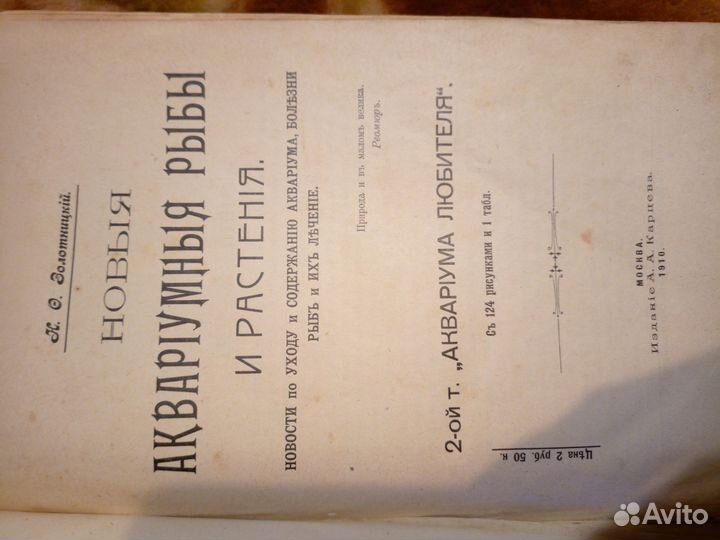 Н. Ѳ. Золотницкій.
НОВЫЯ
АКВАРІУМНЫЯ РЫБЫ
И РАСТЕНІЯ.
НОВОСТИ по УХОДУ и СОДЕРЖАНІЮ АКВАРІУМА, БОЛѢЗНИ
РЫБЪ и ИХЪ ЛѢЧЕНІЕ.
Природа и въ маломъ велика.
Реомюръ.
2-ой т. „АКВАРІУМА ЛЮБИТЕЛЯ“.
Съ 124 рисунками и 1 табл.
Цѣна 2 руб. 50 к.
МОСКВА.
Изданіе А. А. Карцева.
1910.
Avito